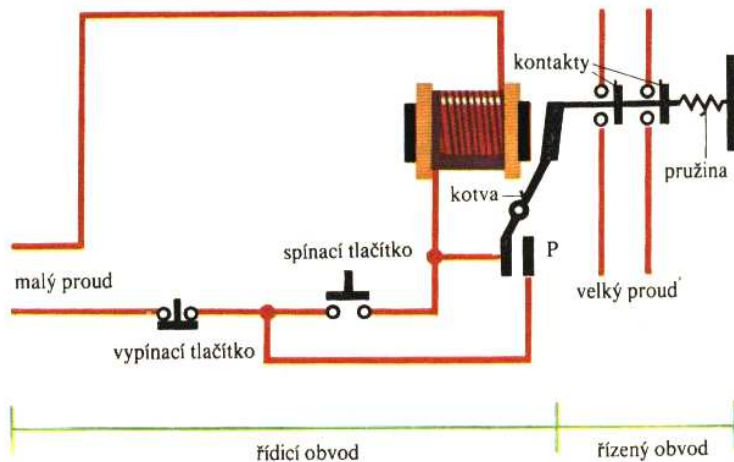 kontakty
pružina
kotva
P
spínací tlačítko
malý proud
velký proud
vypínací tlačítko
řídicí obvod
řízený obvod